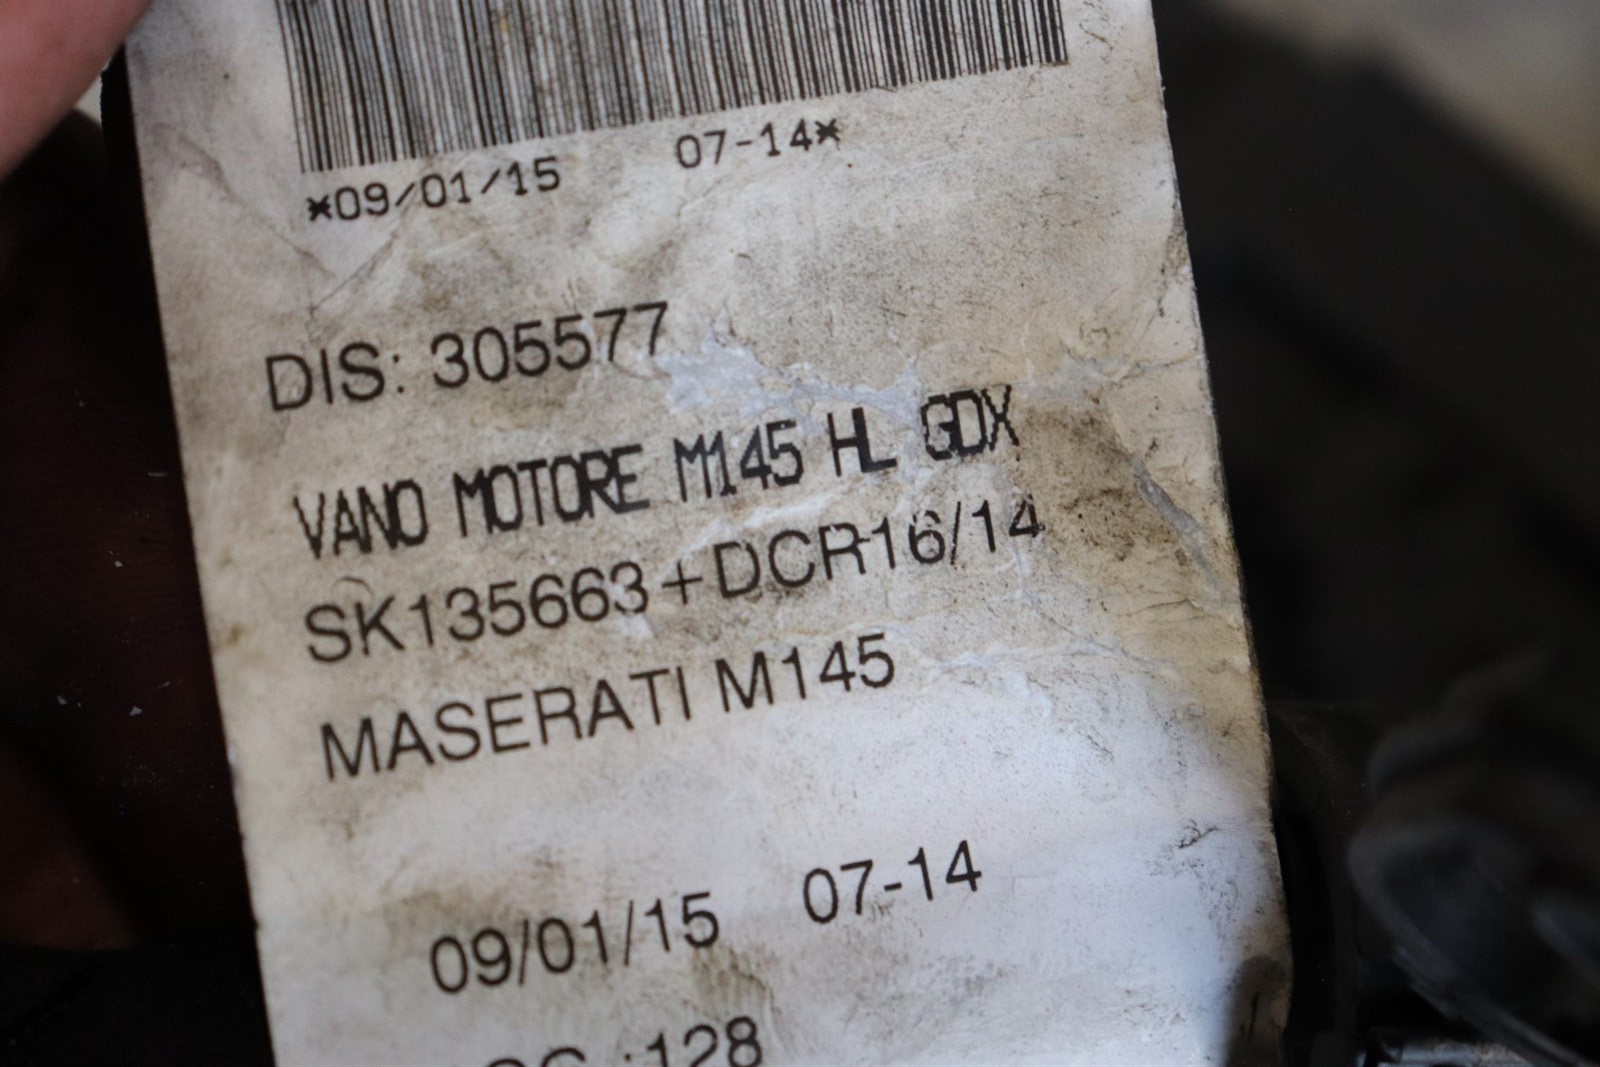 *09/01/15 07-14*
DIS: 305577
VANO MOTORE M145 HL GDX
SK135663+DCR16/14
MASERATI M145
09/01/15 07-14
:128